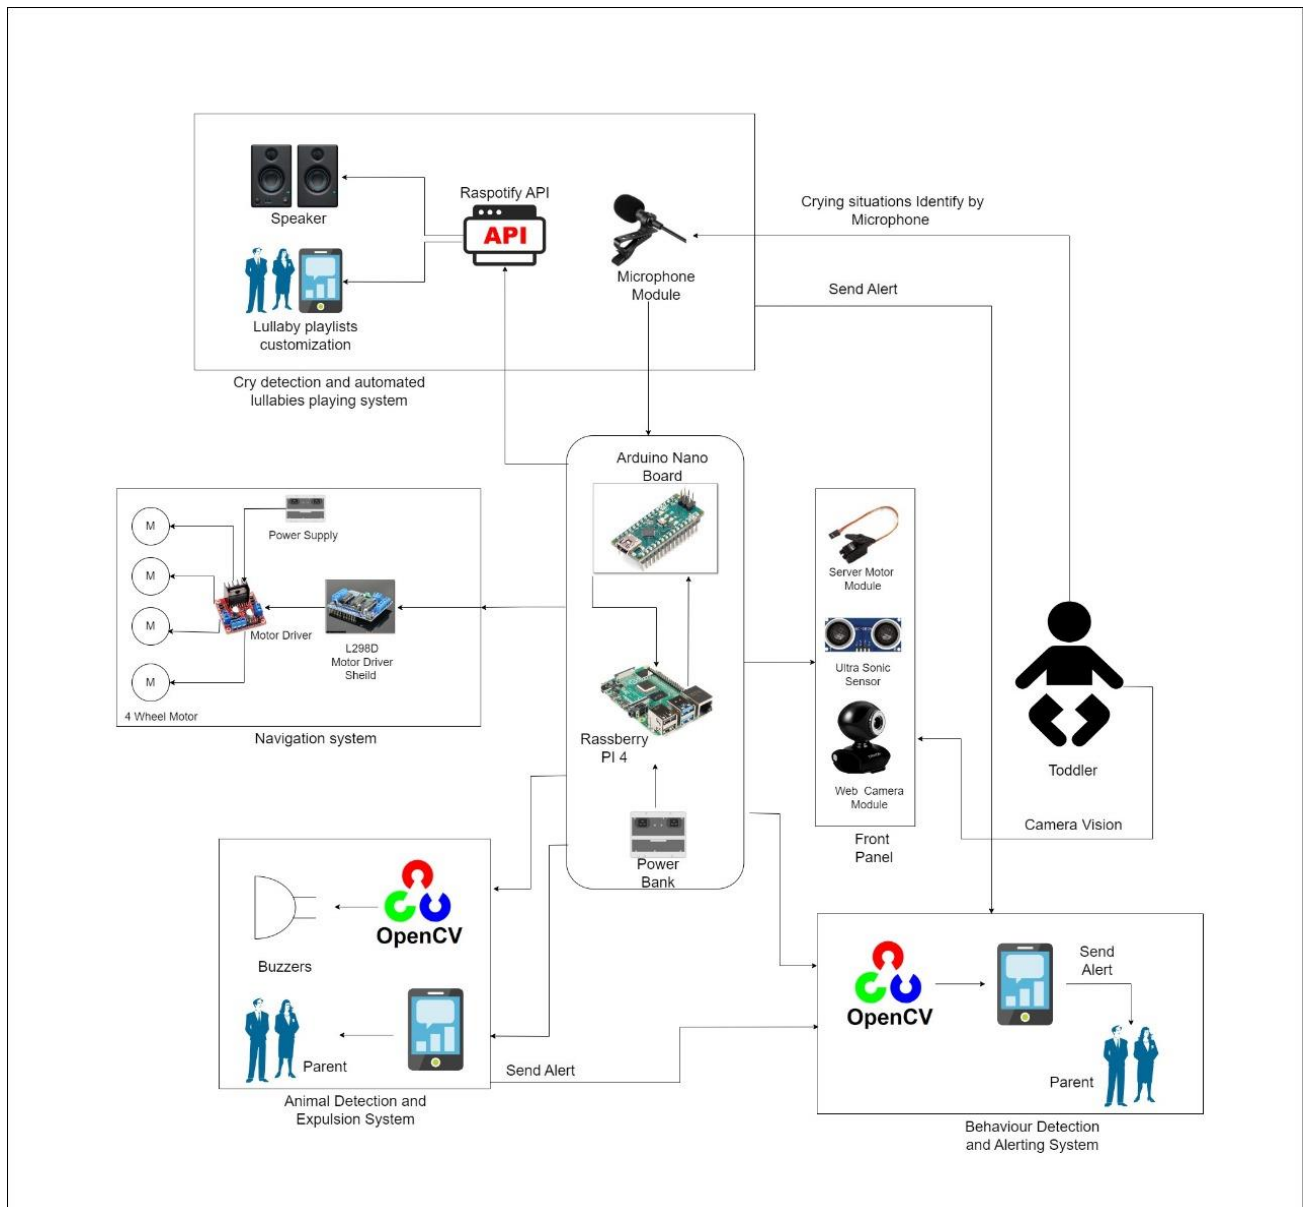 Speaker
Raspotify API
API
Lullaby playlists
customization
Microphone
Module
Crying situations Identify by
Microphone
Send Alert
Cry detection and automated
lullabies playing system
Arduino Nano
Board
Power Supply
M
M
M
M
Motor Driver
L298D
Motor Driver
Sheild
4 Wheel Motor
Navigation system
Rassberry
PI 4
Power
Bank
Server Motor
Module
Ultra Sonic
Sensor
Web Camera
Module
Front
Panel
Toddler
Camera Vision
OpenCV
Buzzers
Parent
Send Alert
Animal Detection and
Expulsion System
OpenCV
Send
Alert
Parent
Behaviour Detection
and Alerting System